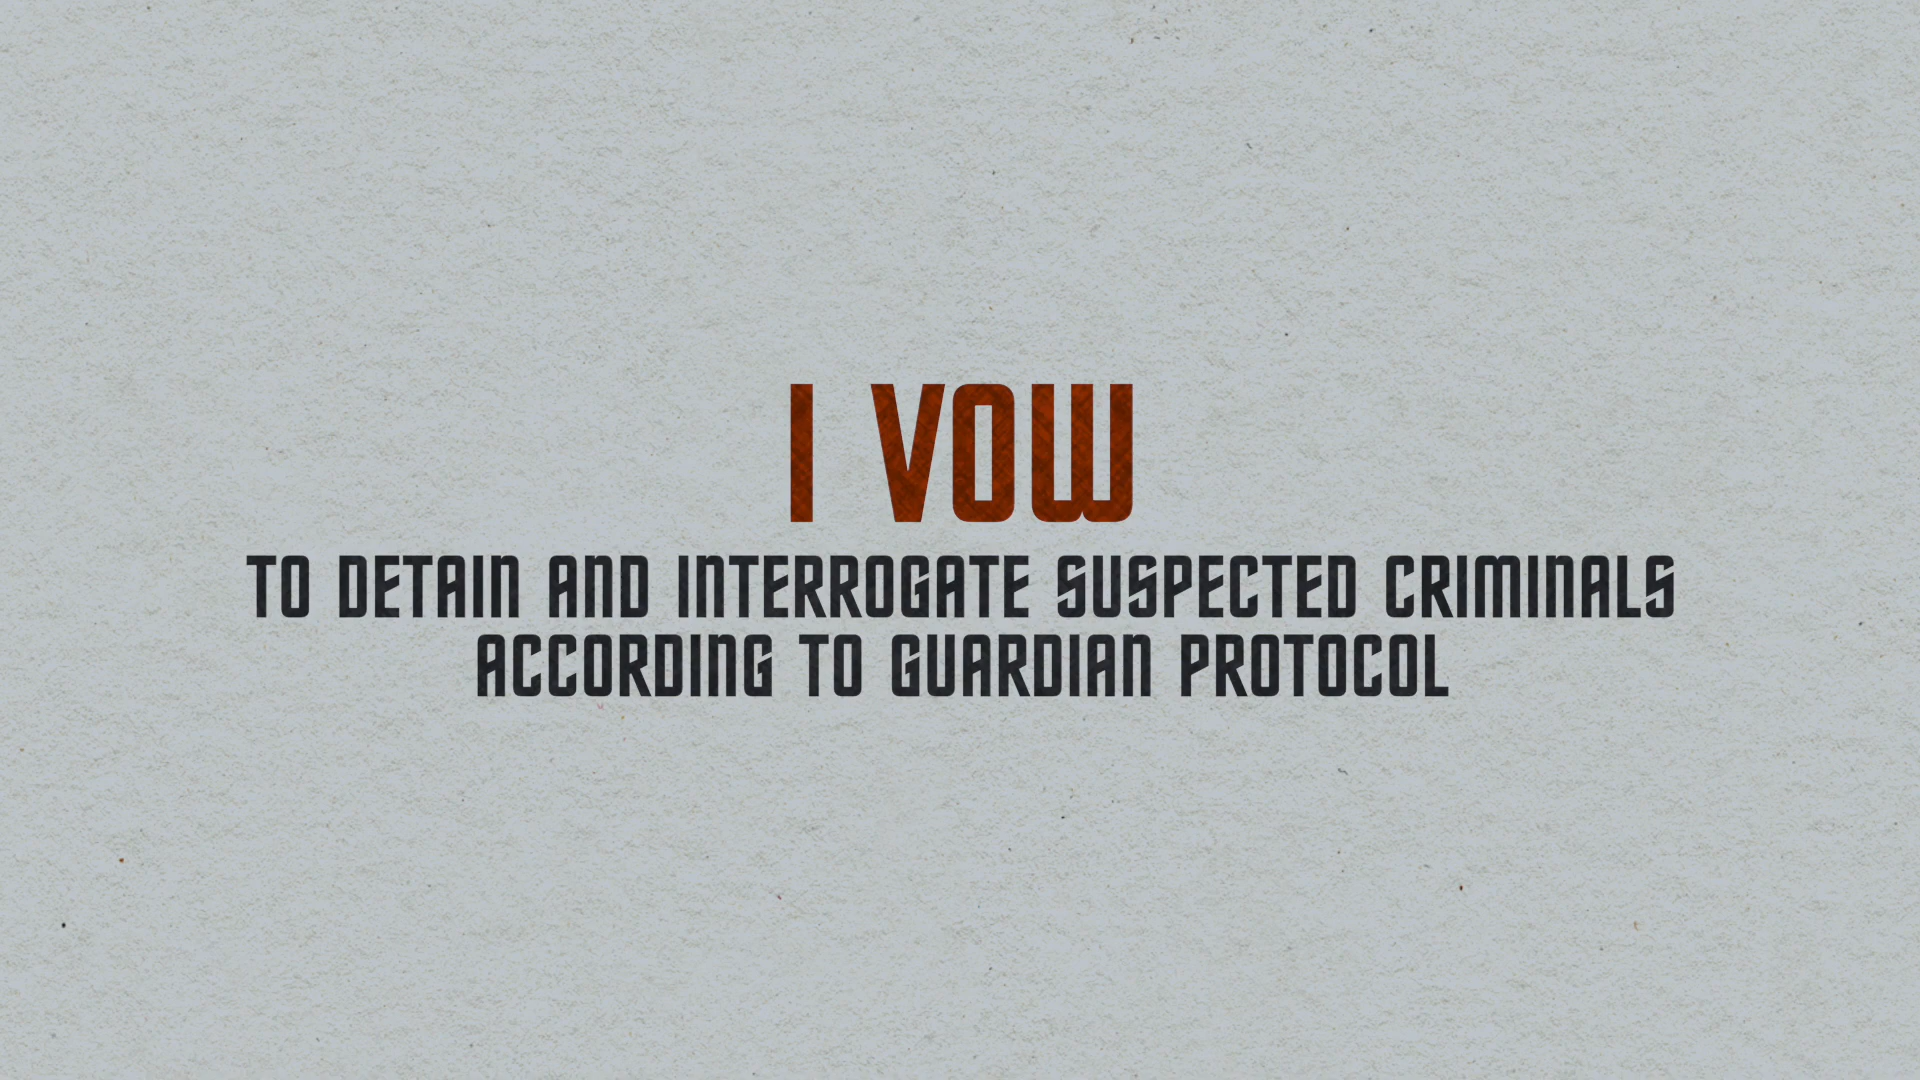 I VOW
TO DETAIN AND INTERROGATE SUSPECTED CRIMINALS
ACCORDING TO GUARDIAN PROTOCOL